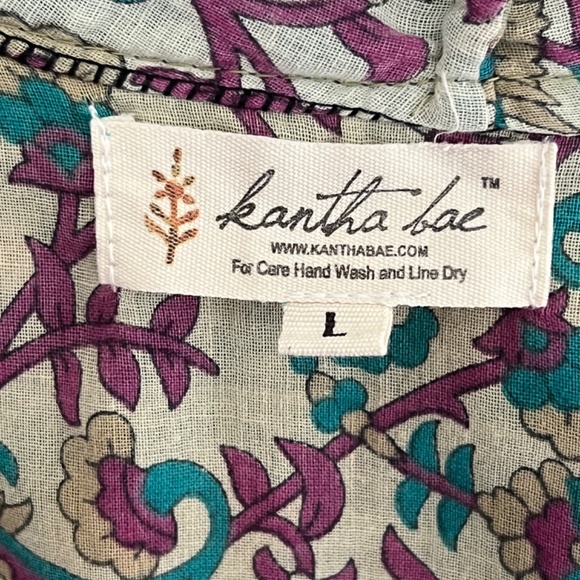 kantha bae™
WWW.KANTHABAE.COM
For Care Hand Wash and Line Dry
L